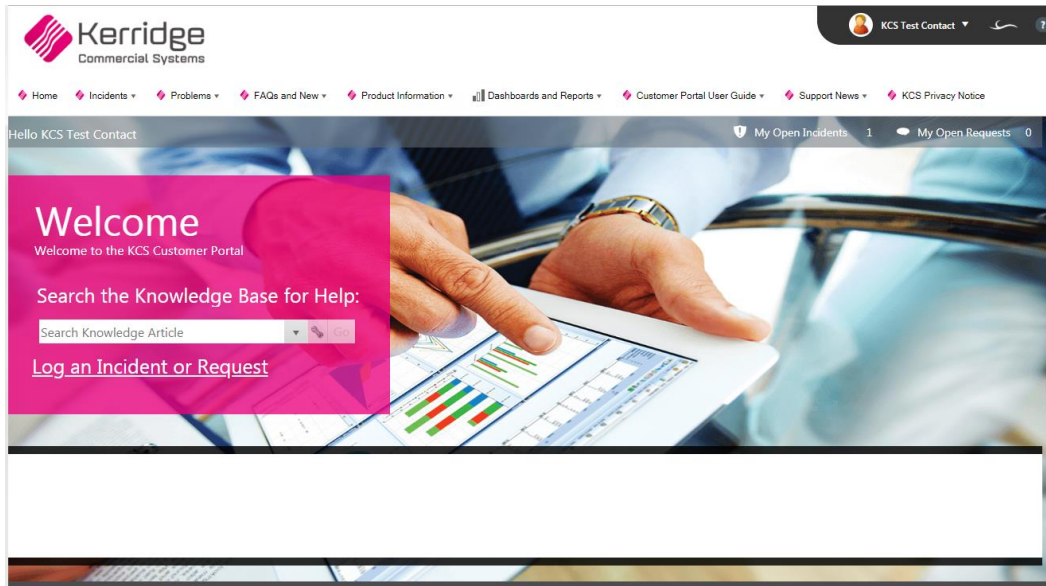 Kerridge
Commercial Systems
KCS Test Contact ?
Home Incidents Problems FAQs and New Product Information Dashboards and Reports Customer Portal User Guide Support News KCS Privacy Notice
Hello KCS Test Contact My Open Incidents 1 My Open Requests 0
Welcome
Welcome to the KCS Customer Portal
Search the Knowledge Base for Help:
Search Knowledge Article Go
Log an Incident or Request